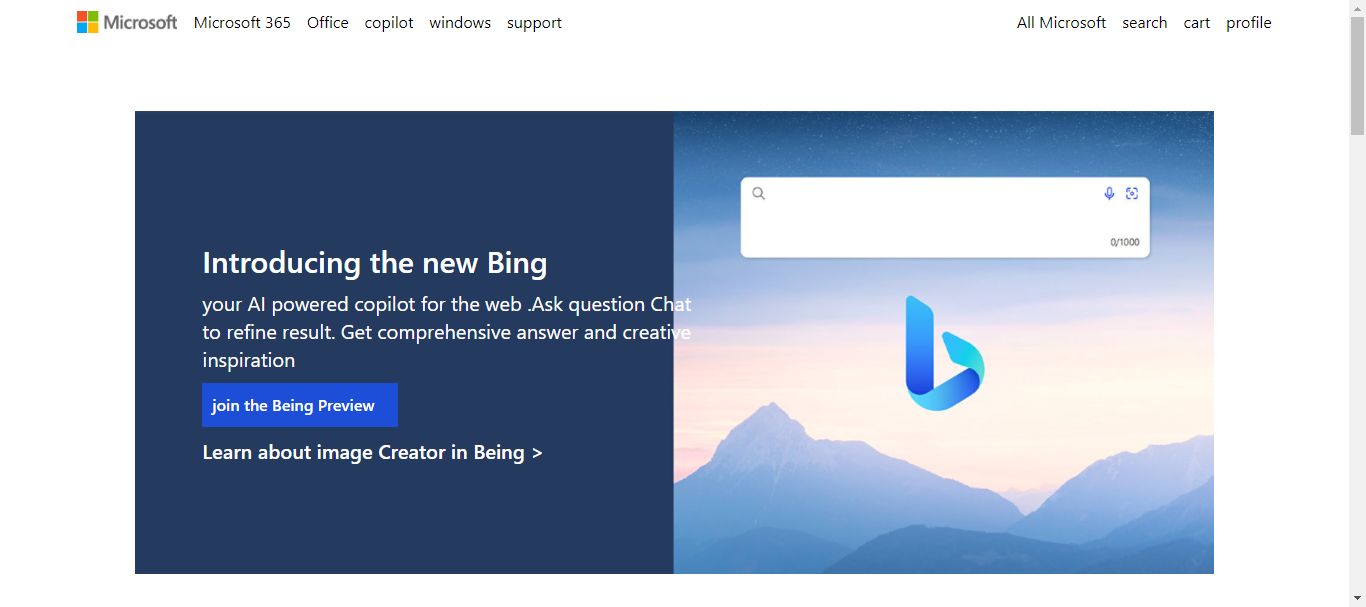 Microsoft Microsoft 365 Office copilot windows support All Microsoft search cart profile
0/1000
Introducing the new Bing
your AI powered copilot for the web .Ask question Chat
to refine result. Get comprehensive answer and creative
inspiration
join the Being Preview
Learn about image Creator in Being >